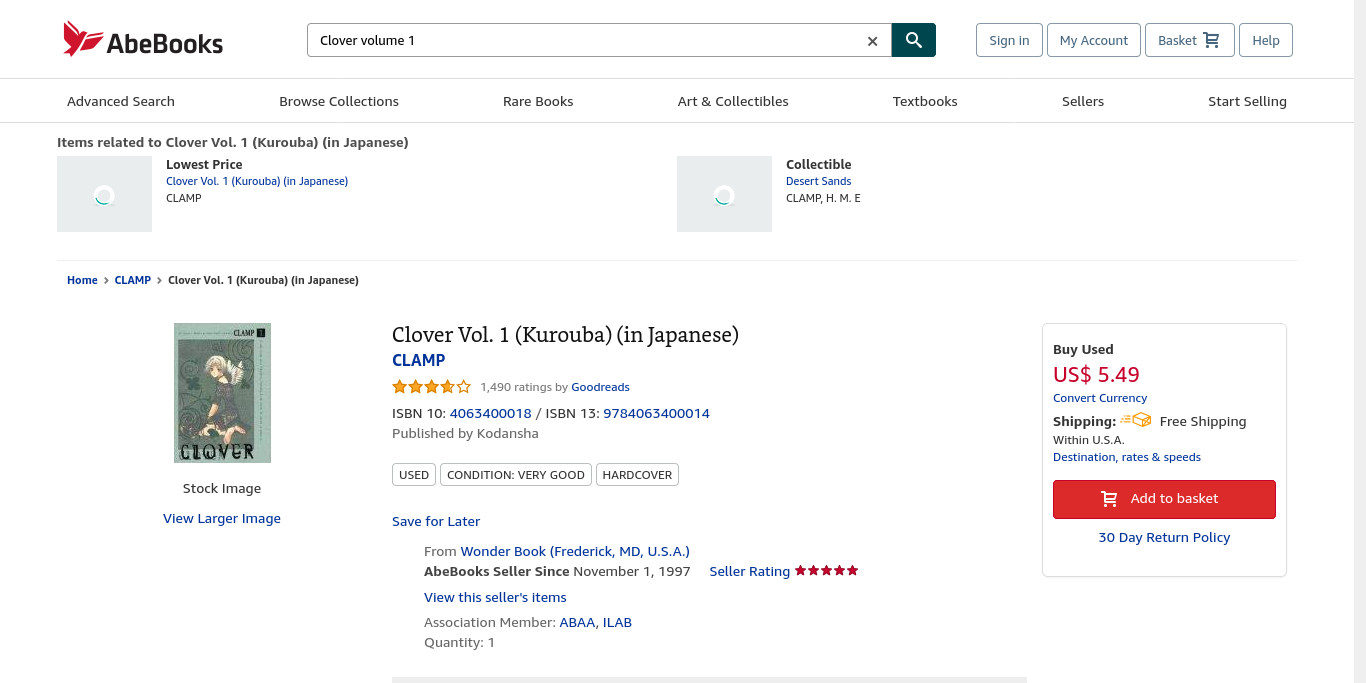 AbeBooks
Clover volume 1
Sign in
My Account
Basket
Help
Advanced Search
Browse Collections
Rare Books
Art & Collectibles
Textbooks
Sellers
Start Selling
Items related to Clover Vol. 1 (Kurouba) (in Japanese)
Lowest Price
Clover Vol. 1 (Kurouba) (in Japanese)
CLAMP
Collectible
Desert Sands
CLAMP, H. M. E
Home > CLAMP > Clover Vol. 1 (Kurouba) (in Japanese)
CLAMP 1
CLOVER
Stock Image
View Larger Image
Clover Vol. 1 (Kurouba) (in Japanese)
CLAMP
1,490 ratings by Goodreads
ISBN 10: 4063400018 / ISBN 13: 9784063400014
Published by Kodansha
USED
CONDITION: VERY GOOD
HARDCOVER
Save for Later
From Wonder Book (Frederick, MD, U.S.A.)
AbeBooks Seller Since November 1, 1997
Seller Rating
View this seller's items
Association Member: ABAA, ILAB
Quantity: 1
Buy Used
US$ 5.49
Convert Currency
Shipping: Free Shipping
Within U.S.A.
Destination, rates & speeds
Add to basket
30 Day Return Policy